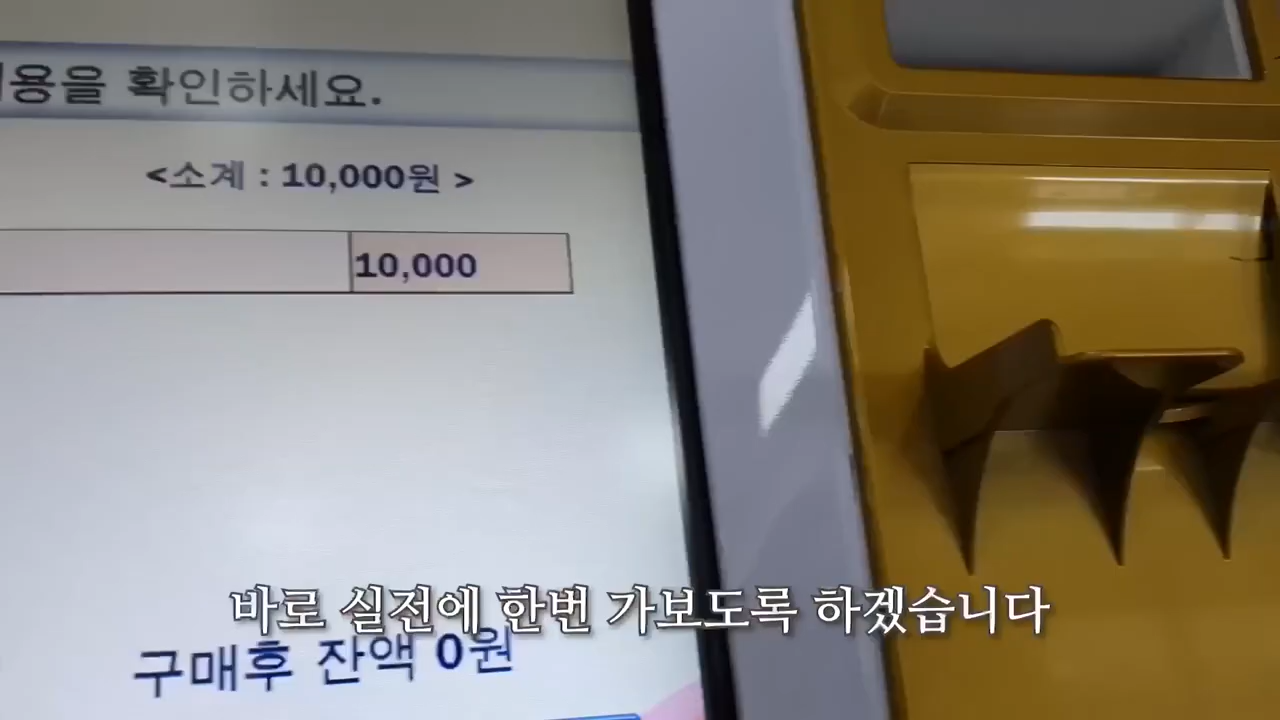 용을 확인하세요.
<소계 : 10,000원 >
10,000
바로 실전에 한번 가보도록 하겠습니다
구매후 잔액 0원